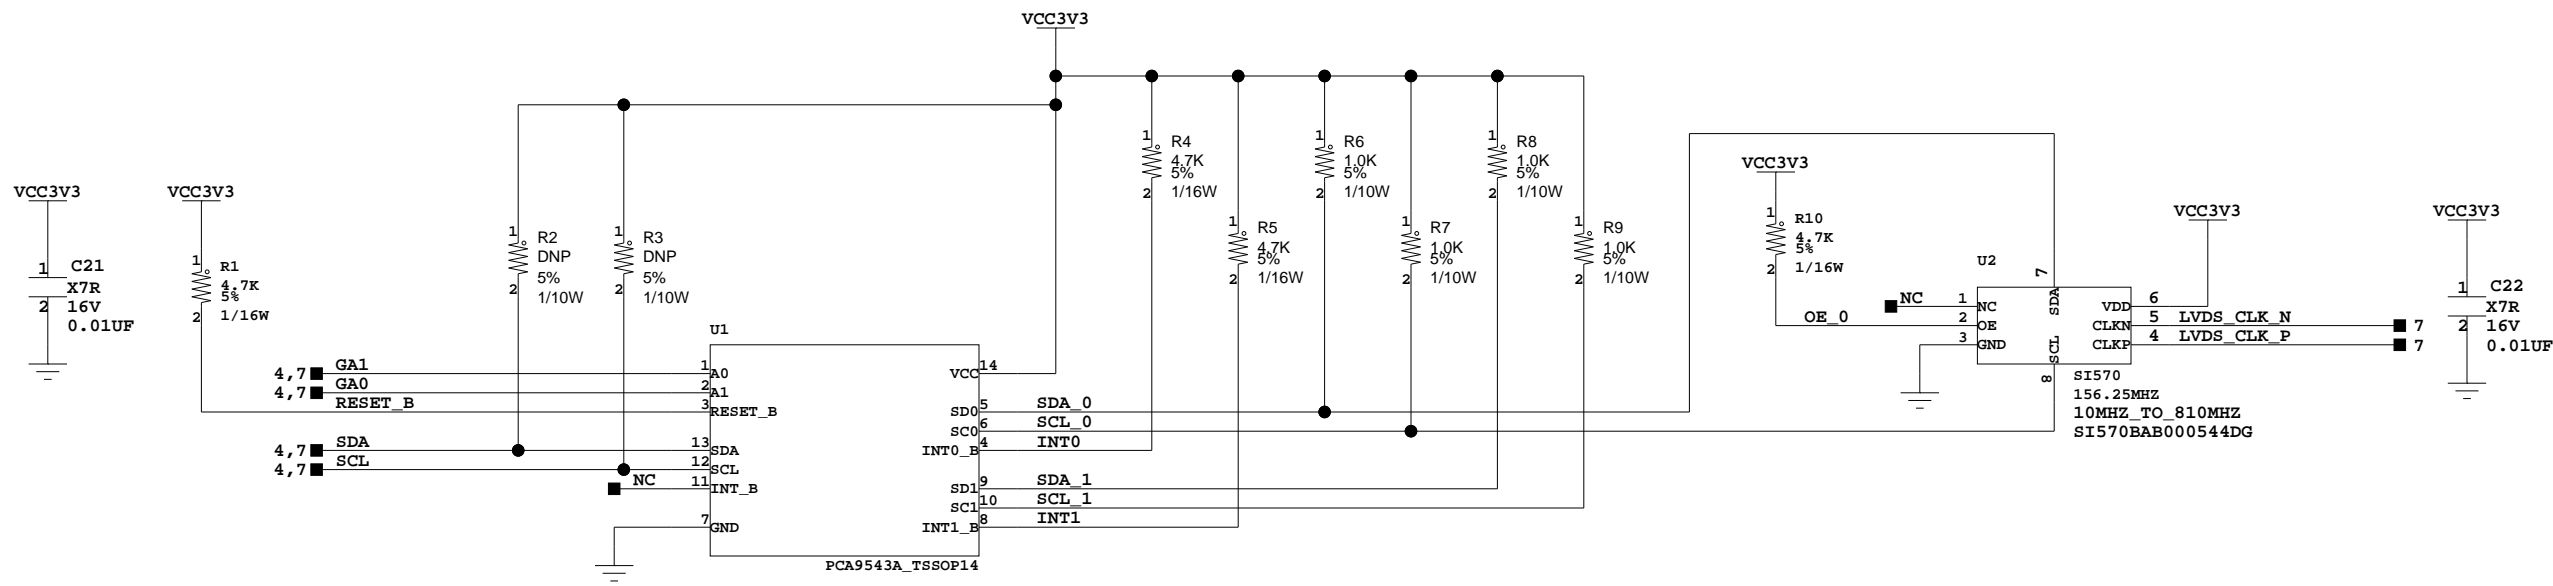 VCC3V3
VCC3V3
1
C21
X7R
2
16V
0.01UF
VCC3V3
1
R1
4.7K
5%
2
1/16W
1
R2
DNP
5%
2
1/10W
1
R3
DNP
5%
2
1/10W
1
R4
4.7K
5%
2
1/16W
1
R5
4.7K
5%
2
1/16W
1
R6
1.0K
5%
2
1/10W
1
R7
1.0K
5%
2
1/10W
1
R8
1.0K
5%
2
1/10W
1
R9
1.0K
5%
2
1/10W
U1
4,7 GA1 1 A0
4,7 GA0 2 A1
RESET_B 3 RESET_B
4,7 SDA 13 SDA
4,7 SCL 12 SCL
NC 11 INT_B
7 GND
VCC 14
SD0 5 SDA_0
SC0 6 SCL_0
INT0_B 4 INT0
SD1 9 SDA_1
SC1 10 SCL_1
INT1_B 8 INT1
PCA9543A_TSSOP14
VCC3V3
1
R10
4.7K
5%
2
1/16W
U2
7
SDA
NC 1 NC
OE_0 2 OE
3 GND
VCC3V3
VDD 6
CLKN 5 LVDS_CLK_N 7
CLKP 4 LVDS_CLK_P 7
SCL
8
SI570
156.25MHZ
10MHZ_TO_810MHZ
SI570BAB000544DG
VCC3V3
1
C22
X7R
2
16V
0.01UF